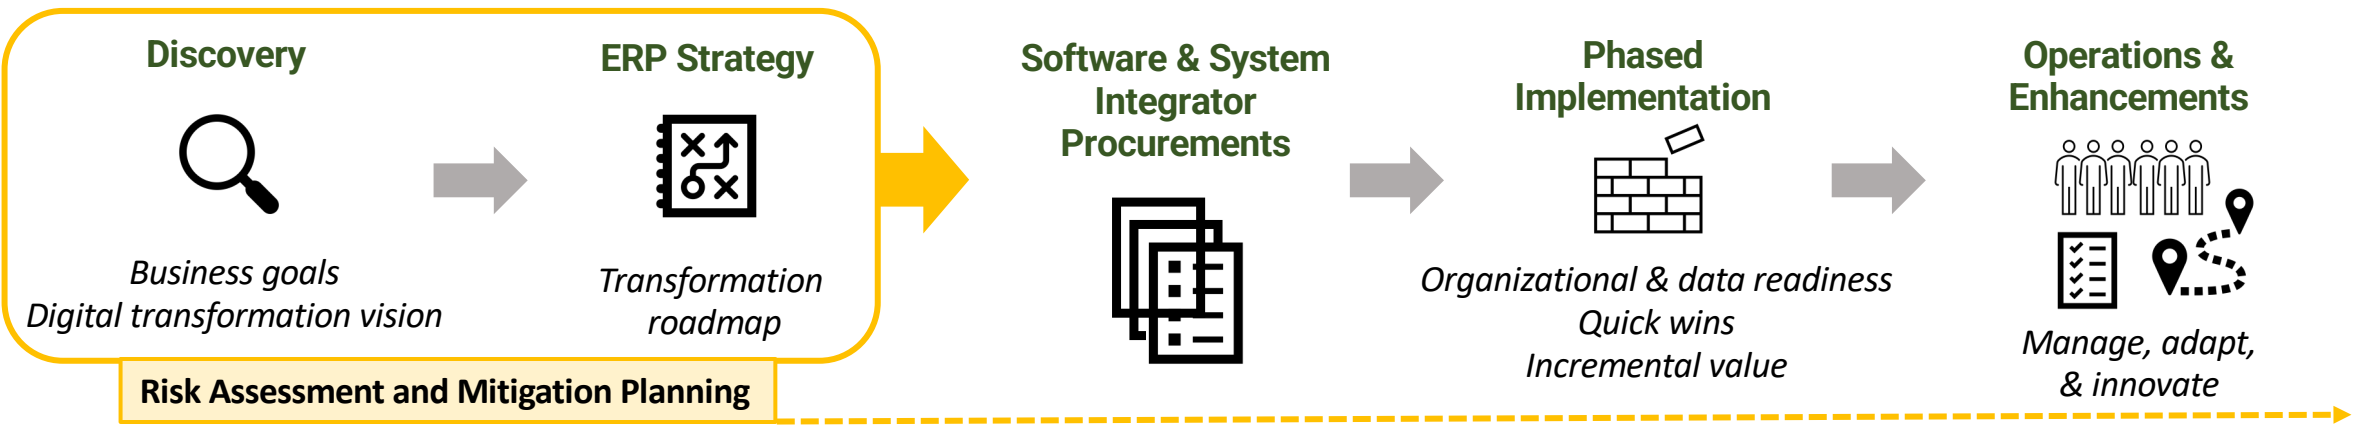 Discovery
Business goals
Digital transformation vision
ERP Strategy
Transformation
roadmap
Risk Assessment and Mitigation Planning
Software & System
Integrator
Procurements
Phased
Implementation
Organizational & data readiness
Quick wins
Incremental value
Operations &
Enhancements
Manage, adapt,
& innovate